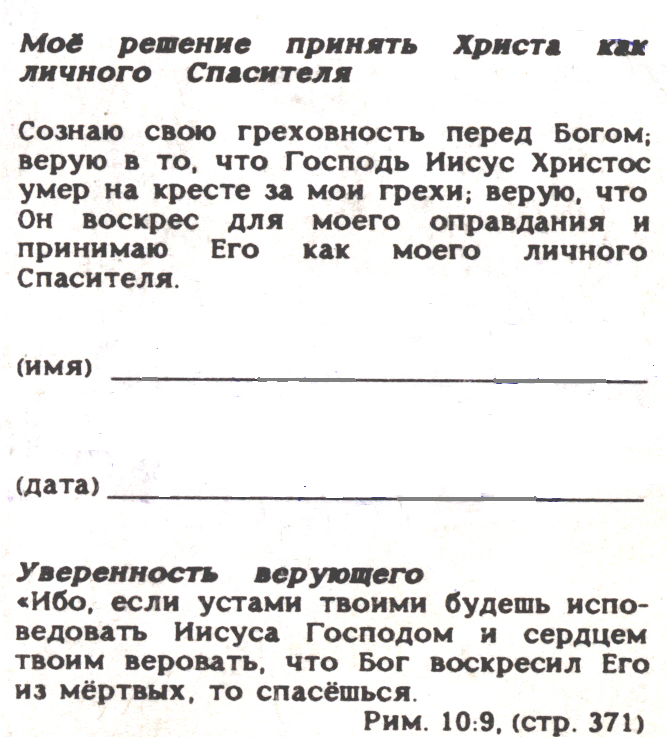 Моё решение принять Христа как
личного Спасителя
Сознаю свою греховность перед Богом;
верую в то, что Господь Иисус Христос
умер на кресте за мои грехи; верую, что
Он воскрес для моего оправдания и
принимаю Его как моего личного
Спасителя.
(имя)
(дата)
Уверенность верующего
«Ибо, если устами твоими будешь испо-
ведовать Иисуса Господом и сердцем
твоим веровать, что Бог воскресил Его
из мёртвых, то спасёшься.
Рим. 10:9, (стр. 371)